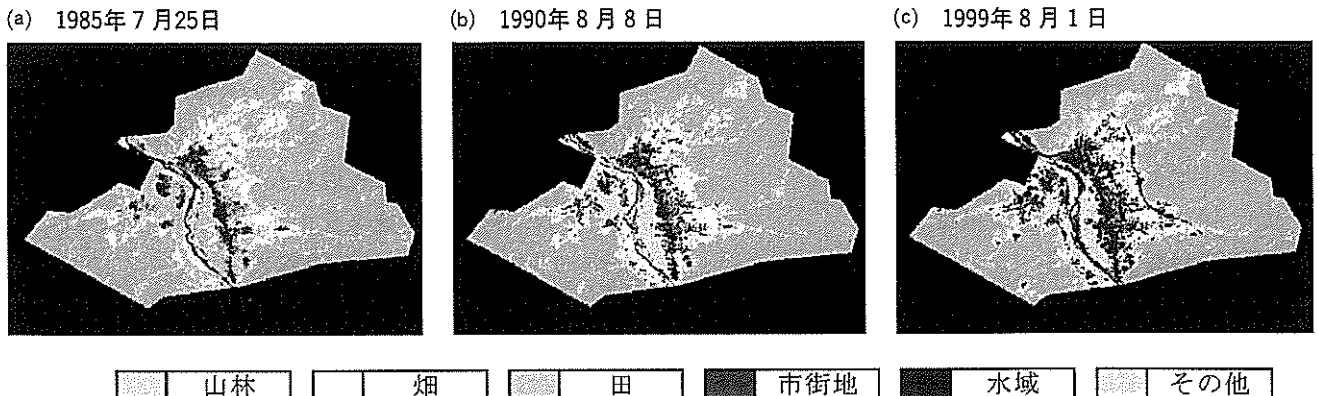 (a) 1985年7月25日
(b) 1990年8月8日
(c) 1999年8月1日
山林 畑 田 市街地 水域 その他